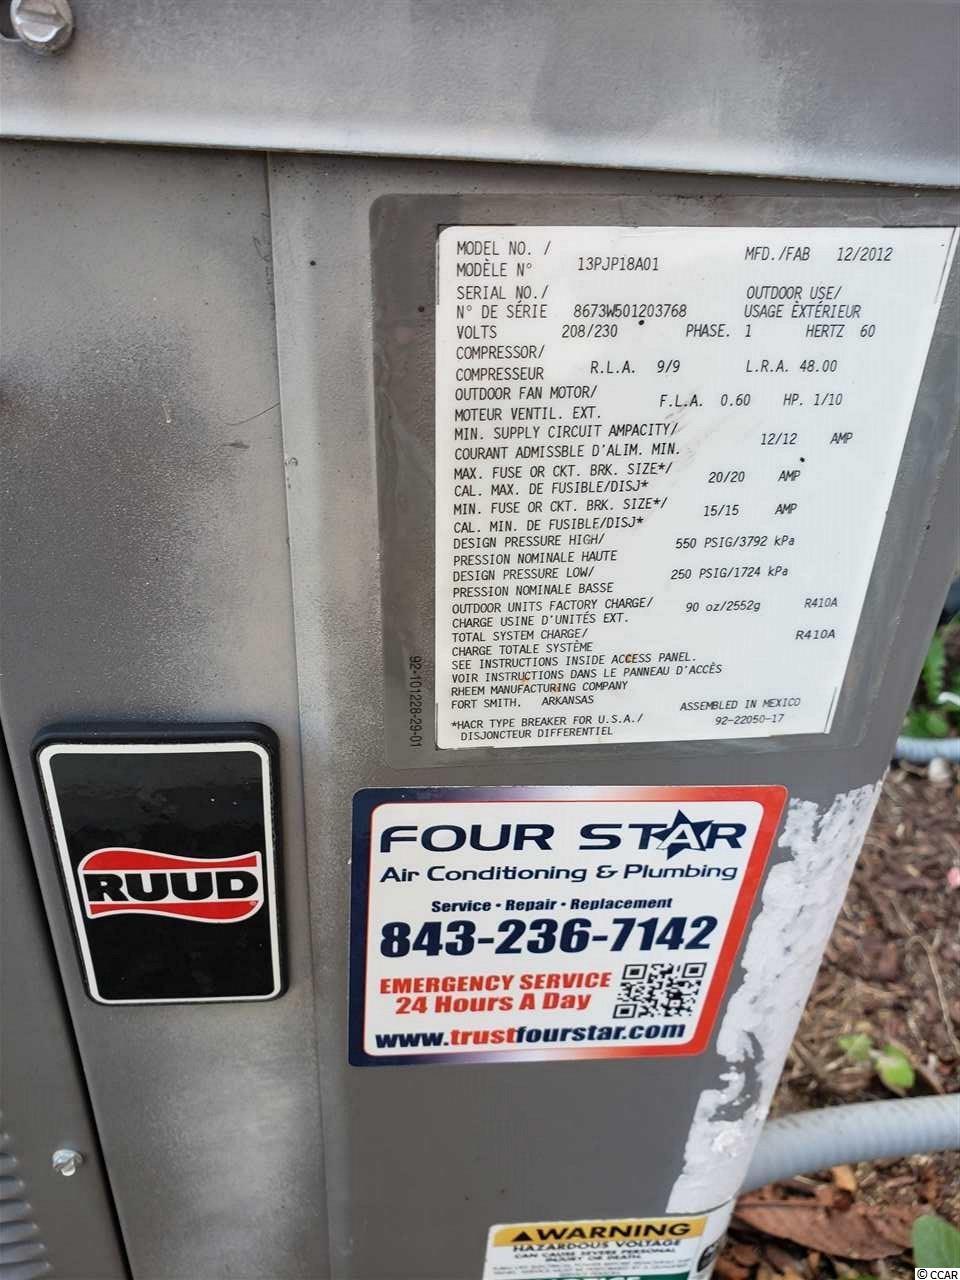 MODEL NO. /
MODÈLE N° 13PJP18A01 MFD./FAB 12/2012
SERIAL NO./ OUTDOOR USE/
N° DE SÉRIE 8673W501203768 USAGE ÈXTÉRIEUR
VOLTS 208/230 PHASE. 1 HERTZ 60
COMPRESSOR/
COMPRESSEUR R.L.A. 9/9 L.R.A. 48.00
OUTDOOR FAN MOTOR/ F.L.A. 0.60 HP. 1/10
MOTEUR VENTIL. EXT.
MIN. SUPPLY CIRCUIT AMPACITY/ 12/12 AMP
COURANT ADMISSBLE D'ALIM. MIN.
MAX. FUSE OR CKT. BRK. SIZE*/ 20/20 AMP
CAL. MAX. DE FUSIBLE/DISJ*
MIN. FUSE OR CKT. BRK. SIZE*/ 15/15 AMP
CAL. MIN. DE FUSIBLE/DISJ*
DESIGN PRESSURE HIGH/ 550 PSIG/3792 kPa
PRESSION NOMINALE HAUTE
DESIGN PRESSURE LOW/ 250 PSIG/1724 kPa
PRESSION NOMINALE BASSE
OUTDOOR UNITS FACTORY CHARGE/ 90 oz/2552g R410A
CHARGE USINE D'UNITÉS EXT.
TOTAL SYSTEM CHARGE/ R410A
CHARGE TOTALE SYSTÈME
SEE INSTRUCTIONS INSIDE ACCESS PANEL.
VOIR INSTRUCTIONS DANS LE PANNEAU D'ACCÈS
RHEEM MANUFACTURING COMPANY
FORT SMITH, ARKANSAS ASSEMBLED IN MEXICO
*HACR TYPE BREAKER FOR U.S.A./ 92-22050-17
DISJONCTEUR DIFFERENTIEL
92-101228-29-01
RUUD
FOUR STAR
Air Conditioning & Plumbing
Service • Repair • Replacement
843-236-7142
EMERGENCY SERVICE
24 Hours A Day
www.trustfourstar.com
WARNING
HAZARDOUS VOLTAGE
CAN CAUSE SEVERE PERSONAL
INJURY OR DEATH.
© CCAR